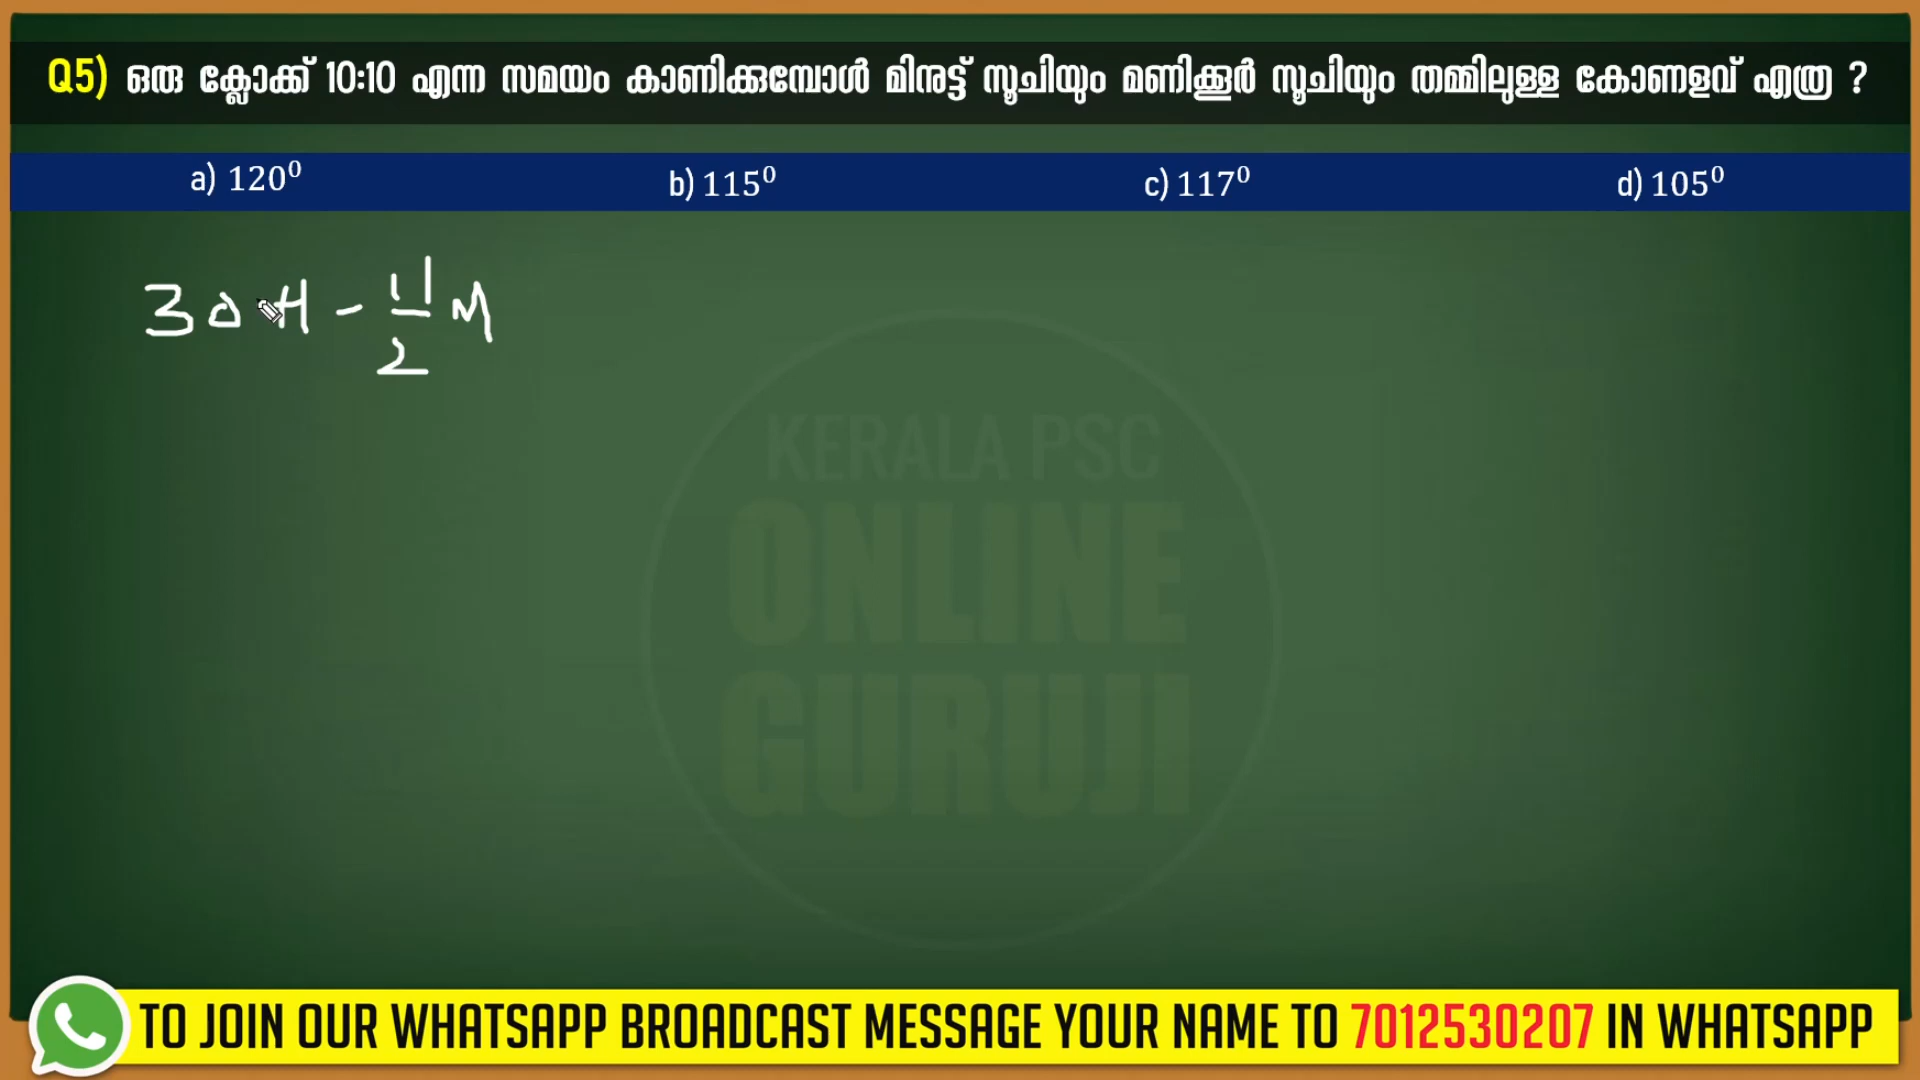 Q5) ഒരു ക്ലോക്ക് 10:10 എന്ന സമയം കാണിക്കുമ്പോൾ മിനുട്ട് സൂചിയും മണിക്കൂർ സൂചിയും തമ്മിലുള്ള കോണളവ് എത്ര ?
a) 120⁰ b) 115⁰ c) 117⁰ d) 105⁰
30H - 11/2 M
KERALA PSC
ONLINE
GURUJI
TO JOIN OUR WHATSAPP BROADCAST MESSAGE YOUR NAME TO 7012530207 IN WHATSAPP